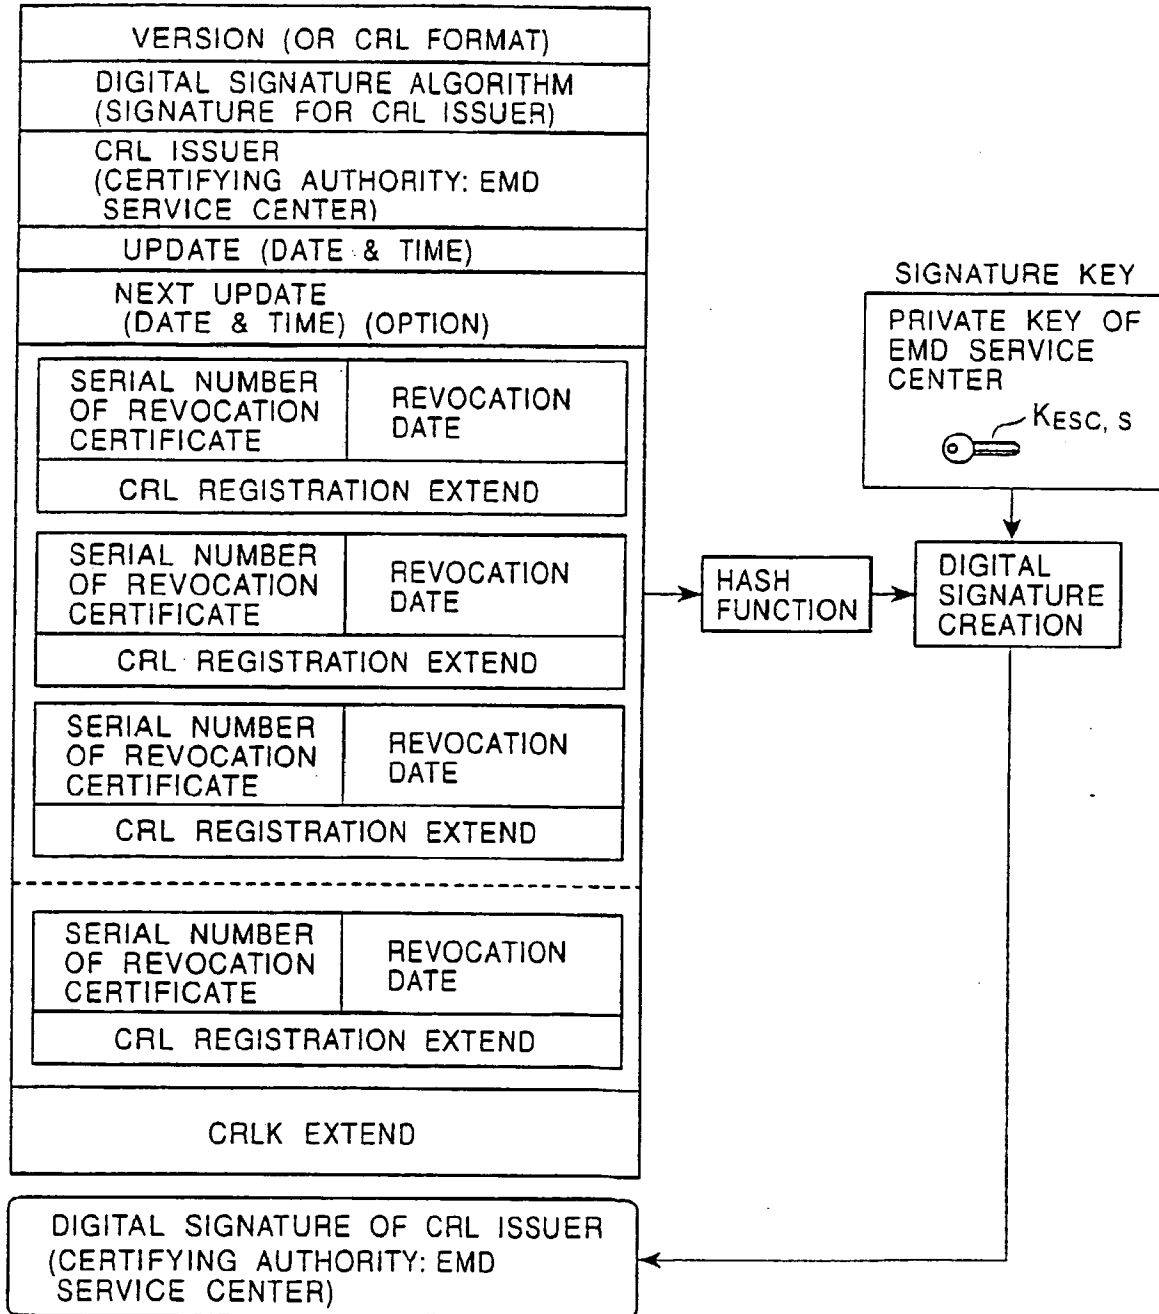 VERSION (OR CRL FORMAT)
DIGITAL SIGNATURE ALGORITHM
(SIGNATURE FOR CRL ISSUER)
CRL ISSUER
(CERTIFYING AUTHORITY: EMD
SERVICE CENTER)
UPDATE (DATE & TIME)
NEXT UPDATE
(DATE & TIME) (OPTION)
SERIAL NUMBER
OF REVOCATION
CERTIFICATE
REVOCATION
DATE
CRL REGISTRATION EXTEND
SERIAL NUMBER
OF REVOCATION
CERTIFICATE
REVOCATION
DATE
CRL REGISTRATION EXTEND
SERIAL NUMBER
OF REVOCATION
CERTIFICATE
REVOCATION
DATE
CRL REGISTRATION EXTEND
SERIAL NUMBER
OF REVOCATION
CERTIFICATE
REVOCATION
DATE
CRL REGISTRATION EXTEND
CRLK EXTEND
HASH
FUNCTION
SIGNATURE KEY
PRIVATE KEY OF
EMD SERVICE
CENTER
KESC, S
DIGITAL
SIGNATURE
CREATION
DIGITAL SIGNATURE OF CRL ISSUER
(CERTIFYING AUTHORITY: EMD
SERVICE CENTER)